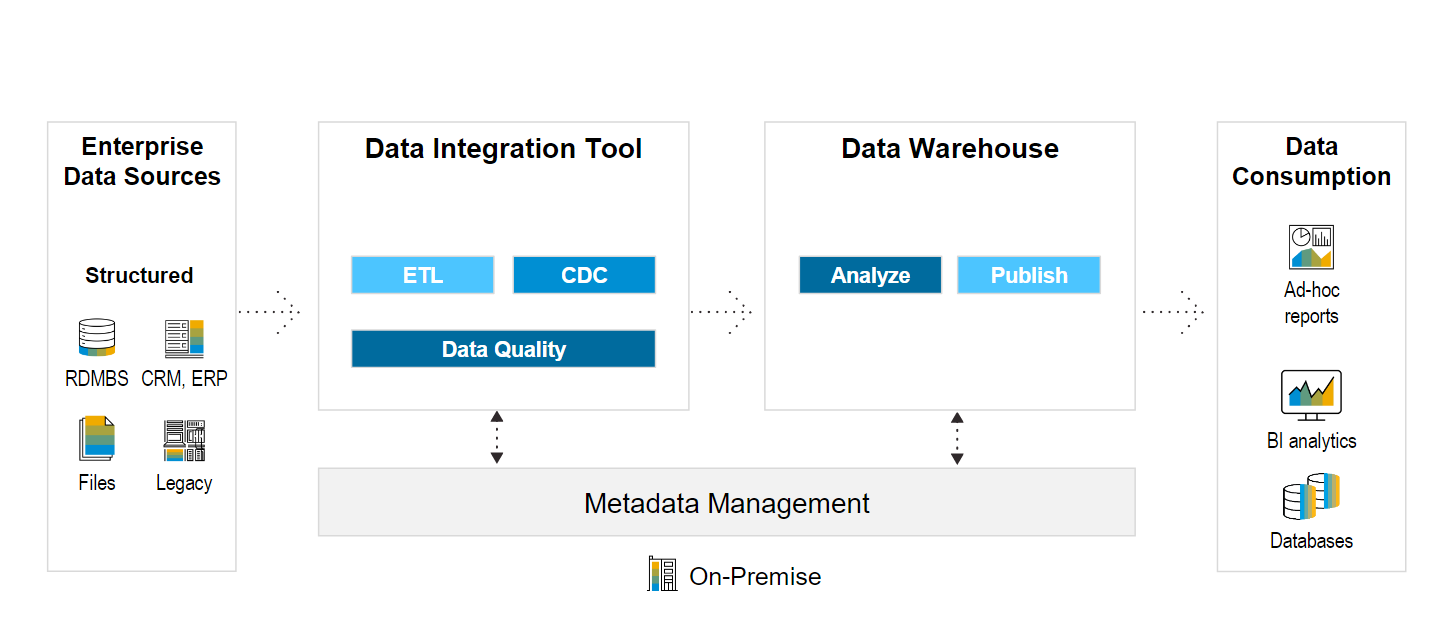 Enterprise
Data Sources
Structured
RDMBS
CRM, ERP
Files
Legacy
Data Integration Tool
ETL
CDC
Data Quality
Data Warehouse
Analyze
Publish
Data
Consumption
Ad-hoc
reports
BI analytics
Databases
Metadata Management
On-Premise